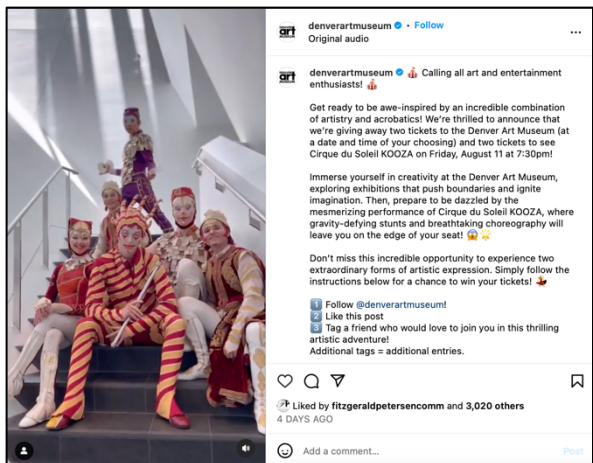 denverartmuseum • Follow
Original audio
denverartmuseum 🎪 Calling all art and entertainment
enthusiasts! 🎪
Get ready to be awe-inspired by an incredible combination
of artistry and acrobatics! We're thrilled to announce that
we're giving away two tickets to the Denver Art Museum (at
a date and time of your choosing) and two tickets to see
Cirque du Soleil KOOZA on Friday, August 11 at 7:30pm!
Immerse yourself in creativity at the Denver Art Museum,
exploring exhibitions that push boundaries and ignite
imagination. Then, prepare to be dazzled by the
mesmerizing performance of Cirque du Soleil KOOZA, where
gravity-defying stunts and breathtaking choreography will
leave you on the edge of your seat! 😱🌟
Don't miss this incredible opportunity to experience two
extraordinary forms of artistic expression. Simply follow the
instructions below for a chance to win your tickets! 💃
1️⃣ Follow @denverartmuseum!
2️⃣ Like this post
3️⃣ Tag a friend who would love to join you in this thrilling
artistic adventure!
Additional tags = additional entries.
Liked by fitzgeraldpetersencomm and 3,020 others
4 DAYS AGO
Add a comment...
Post